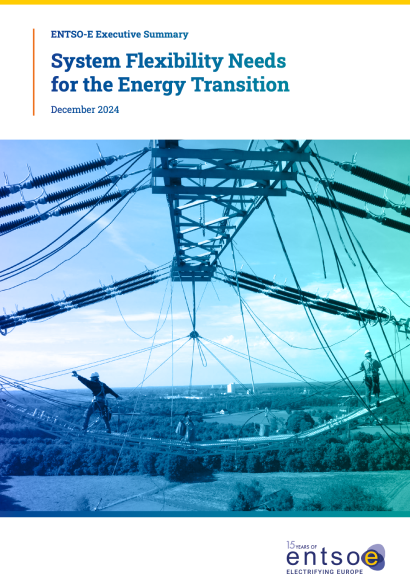 ENTSO-E Executive Summary
System Flexibility Needs
for the Energy Transition
December 2024
15 YEARS OF
entsoe
ELECTRIFYING EUROPE